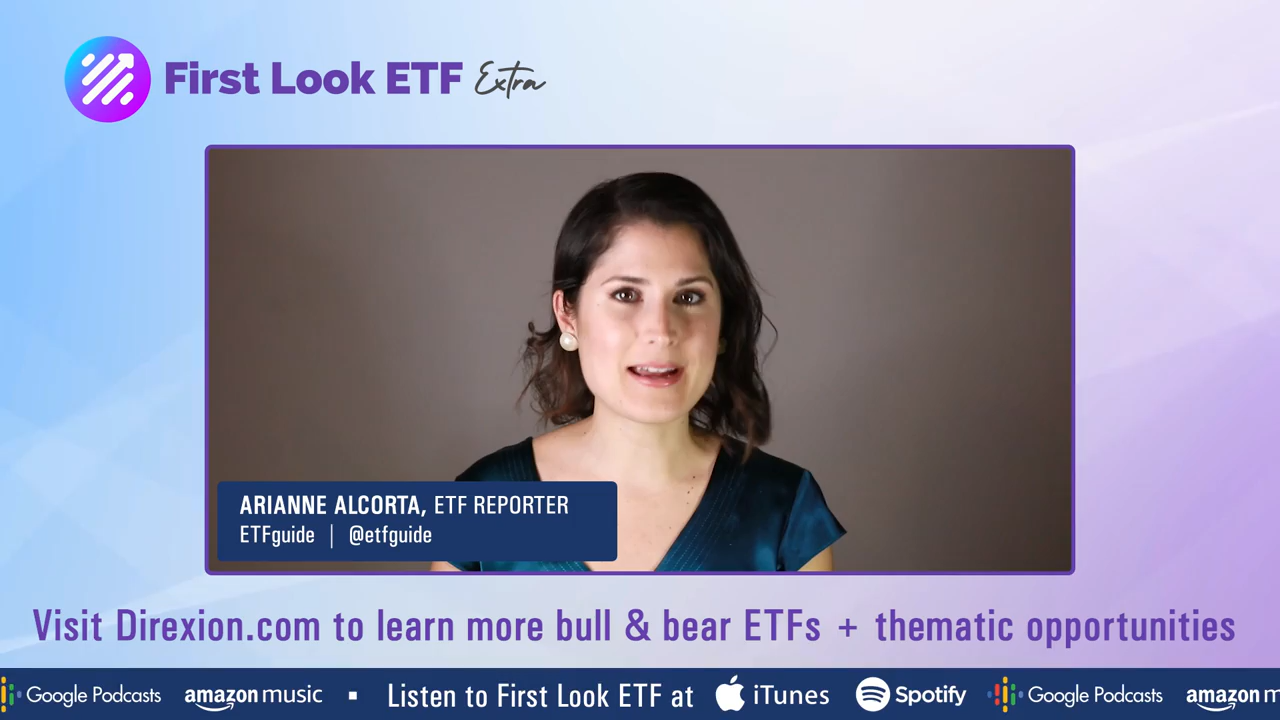 First Look ETF Extra
ARIANNE ALCORTA, ETF REPORTER
ETFguide | @etfguide
Visit Direxion.com to learn more bull & bear ETFs + thematic opportunities
Google Podcasts amazon music ▪ Listen to First Look ETF at iTunes Spotify Google Podcasts amazon m